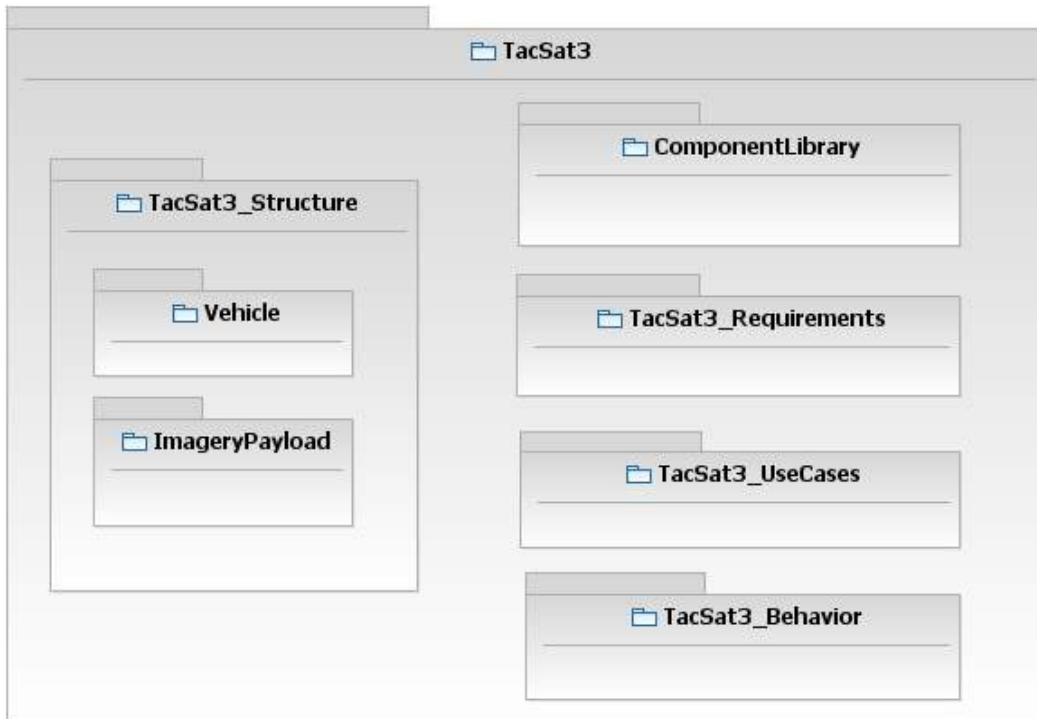 TacSat3
TacSat3_Structure
Vehicle
ImageryPayload
ComponentLibrary
TacSat3_Requirements
TacSat3_UseCases
TacSat3_Behavior